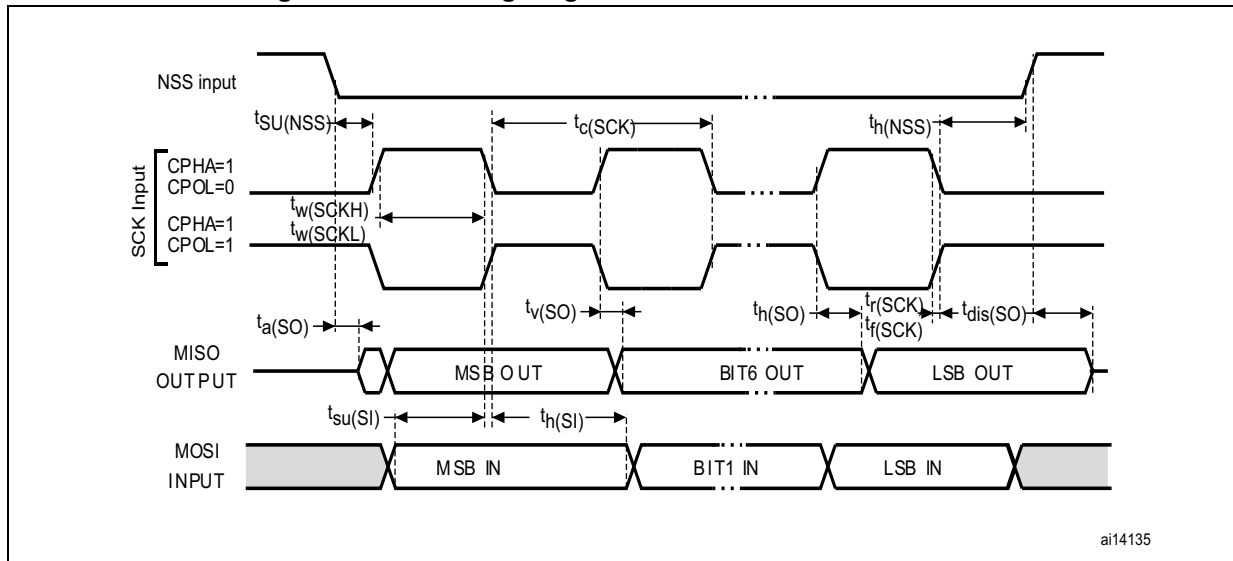 NSS input
tSU(NSS)
tc(SCK)
th(NSS)
SCK Input
CPHA=1
CPOL=0
tw(SCKH)
CPHA=1
tw(SCKL)
CPOL=1
ta(SO)
tv(SO)
th(SO)
tr(SCK)
tf(SCK)
tdis(SO)
MISO
OUTPUT
MSB OUT
BIT6 OUT
LSB OUT
tsu(SI)
th(SI)
MOSI
INPUT
MSB IN
BIT1 IN
LSB IN
ai14135